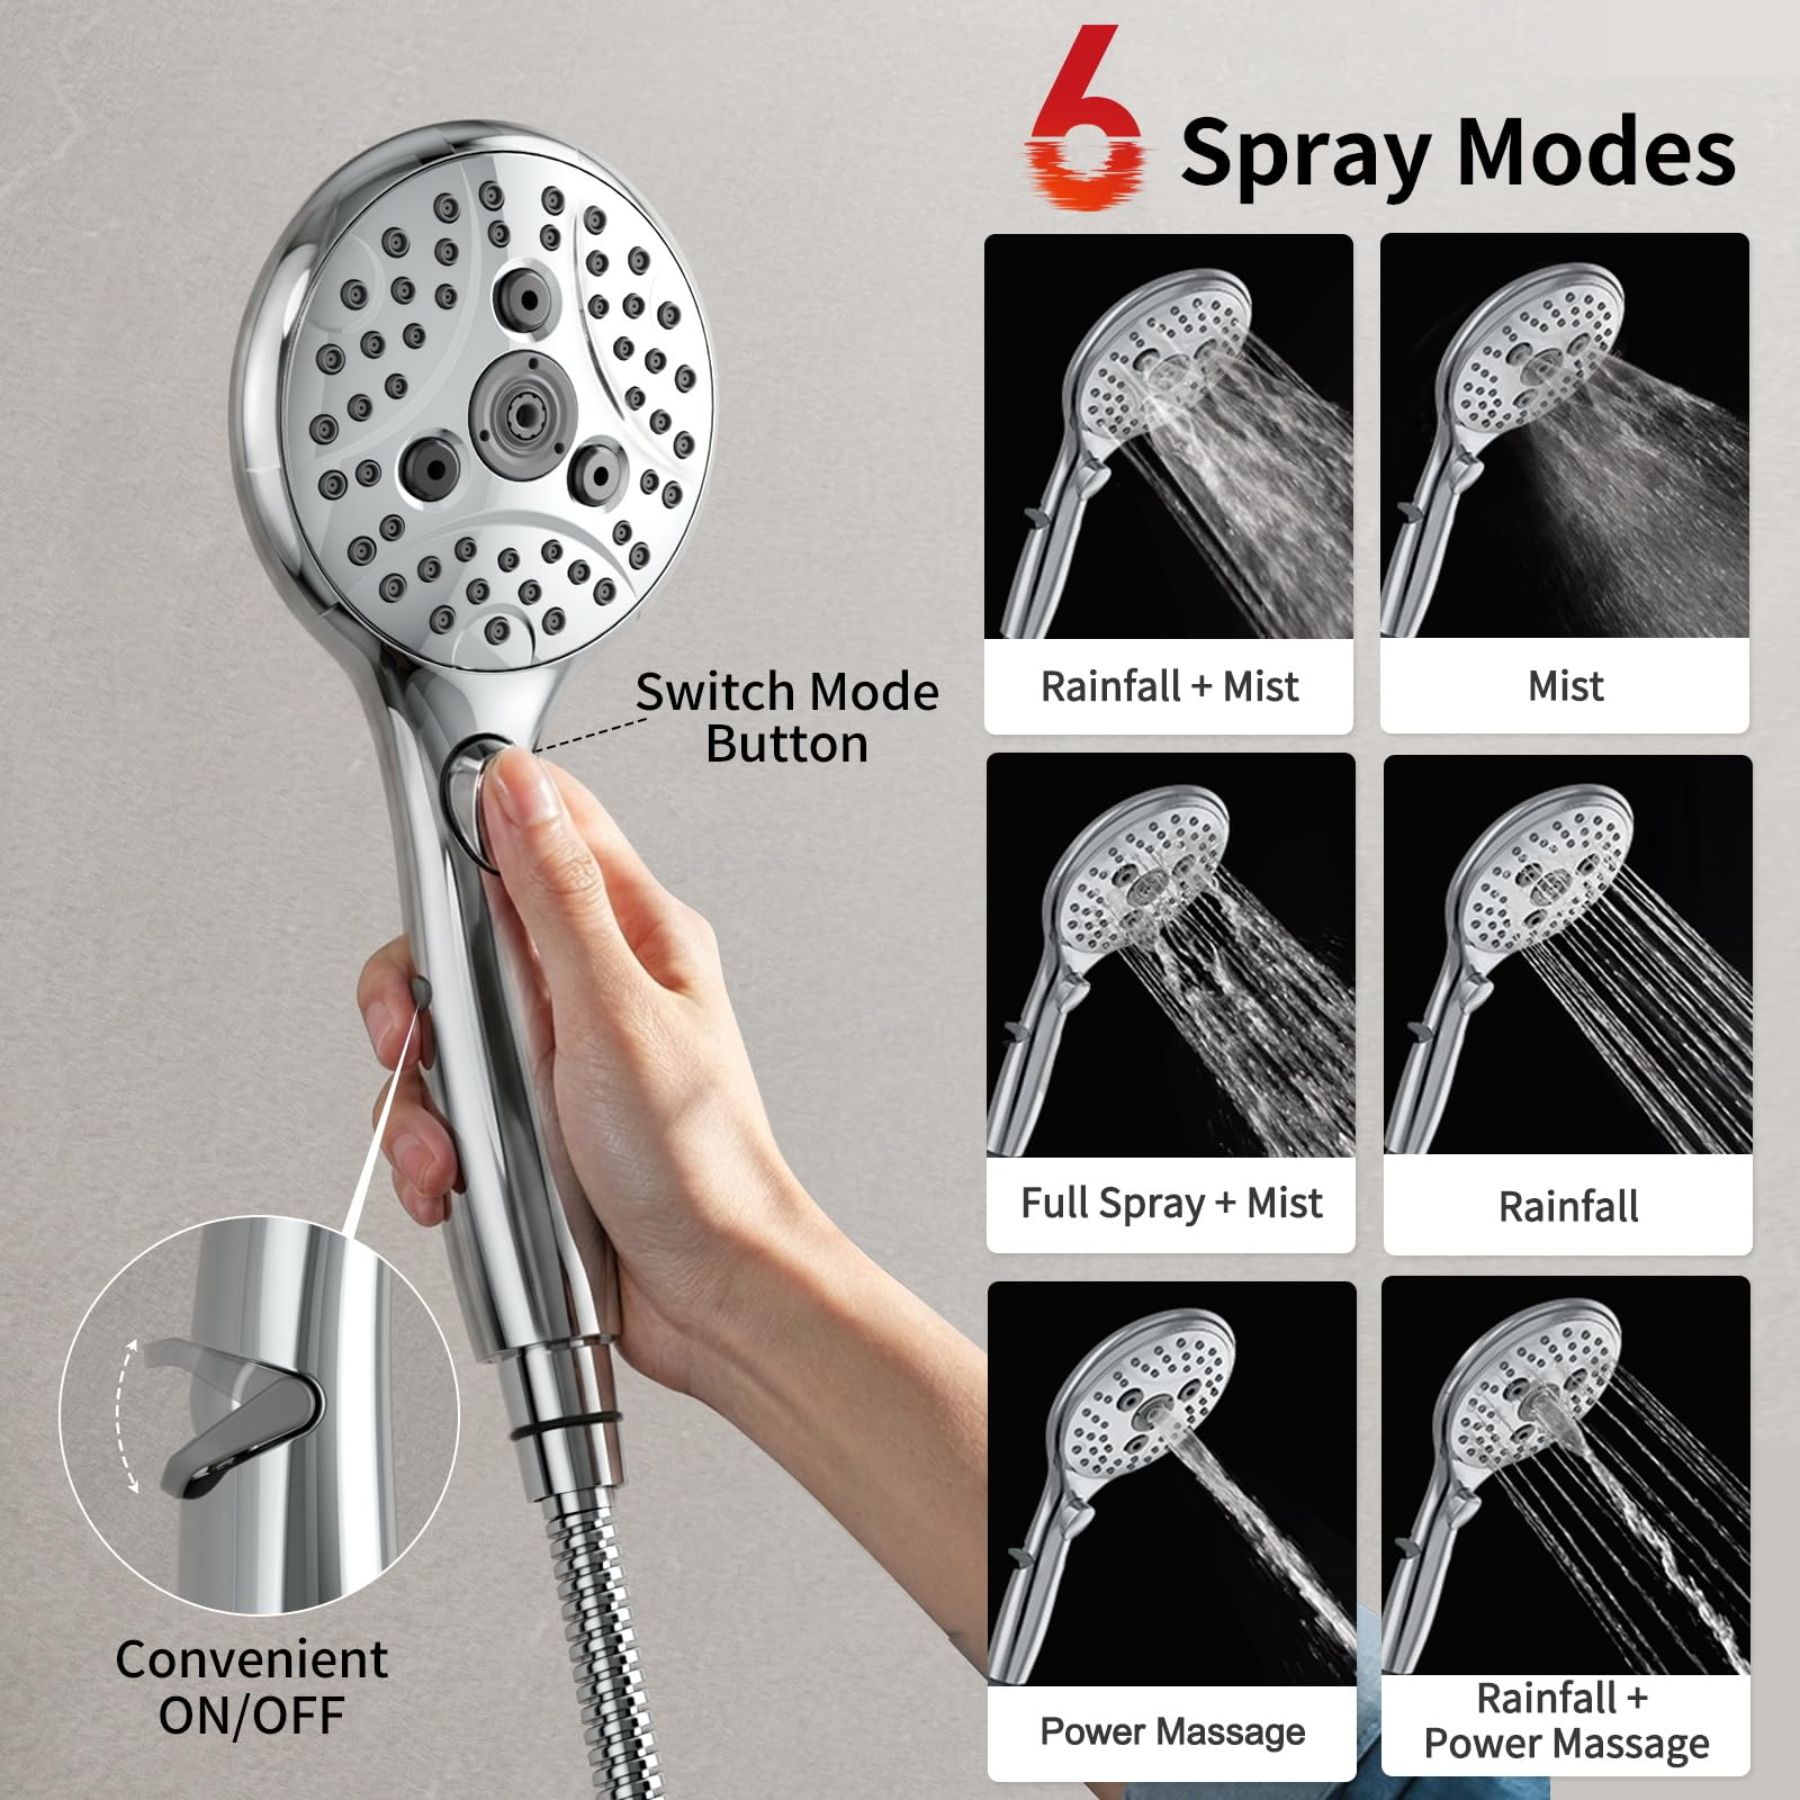 6 Spray Modes
Switch Mode
Button
Convenient
ON/OFF
Rainfall + Mist
Mist
Full Spray + Mist
Rainfall
Power Massage
Rainfall +
Power Massage